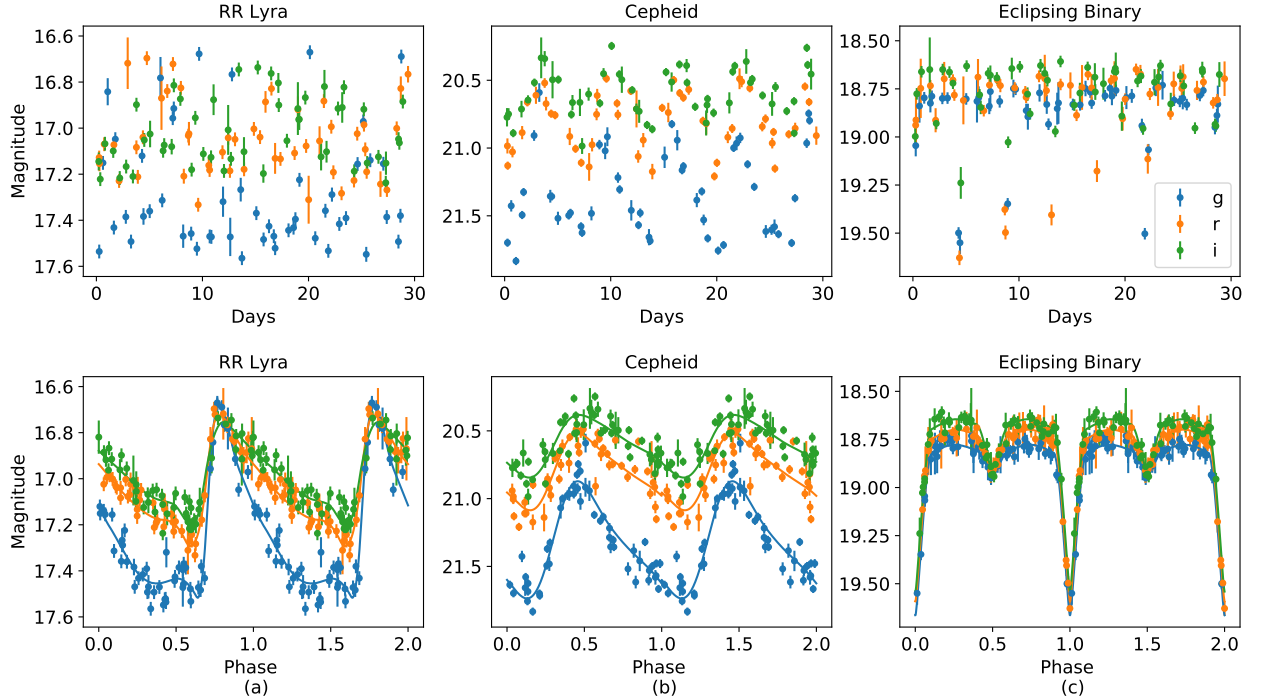 RR Lyra
Cepheid
Eclipsing Binary
Magnitude
16.6
16.8
17.0
17.2
17.4
17.6
20.5
21.0
21.5
18.50
18.75
19.00
19.25
19.50
g
r
i
0 10 20 30
0 10 20 30
0 10 20 30
Days
Days
Days
RR Lyra
Cepheid
Eclipsing Binary
Magnitude
16.6
16.8
17.0
17.2
17.4
17.6
20.5
21.0
21.5
18.50
18.75
19.00
19.25
19.50
0.0 0.5 1.0 1.5 2.0
0.0 0.5 1.0 1.5 2.0
0.0 0.5 1.0 1.5 2.0
Phase
Phase
Phase
(a)
(b)
(c)